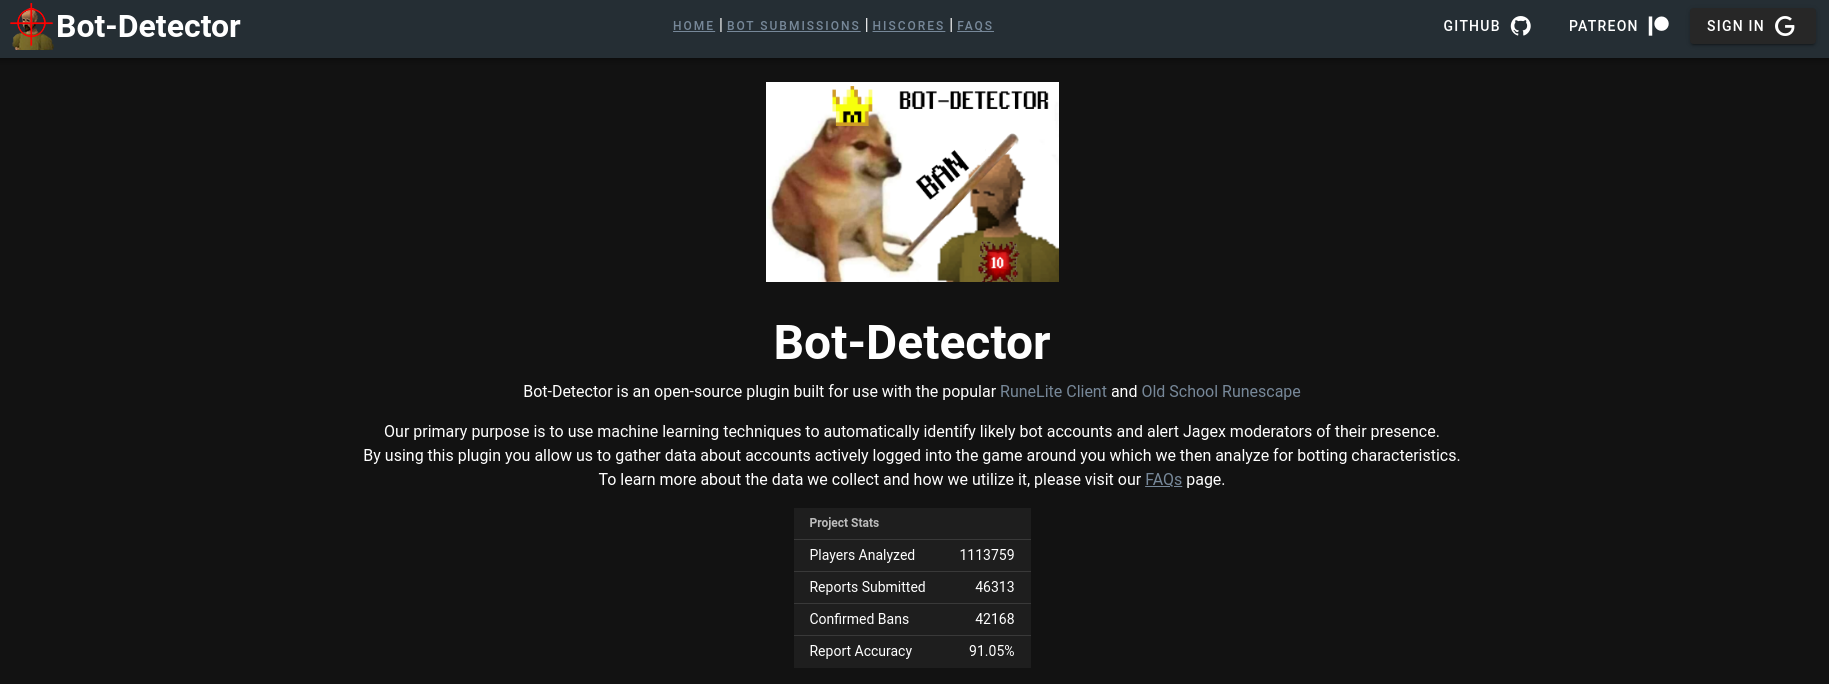 Bot-Detector
HOME | BOT SUBMISSIONS | HISCORES | FAQS
GITHUB
PATREON
SIGN IN
BOT-DETECTOR
BAN
10
Bot-Detector
Bot-Detector is an open-source plugin built for use with the popular RuneLite Client and Old School Runescape
Our primary purpose is to use machine learning techniques to automatically identify likely bot accounts and alert Jagex moderators of their presence.
By using this plugin you allow us to gather data about accounts actively logged into the game around you which we then analyze for botting characteristics.
To learn more about the data we collect and how we utilize it, please visit our FAQs page.
Project Stats
Players Analyzed 1113759
Reports Submitted 46313
Confirmed Bans 42168
Report Accuracy 91.05%